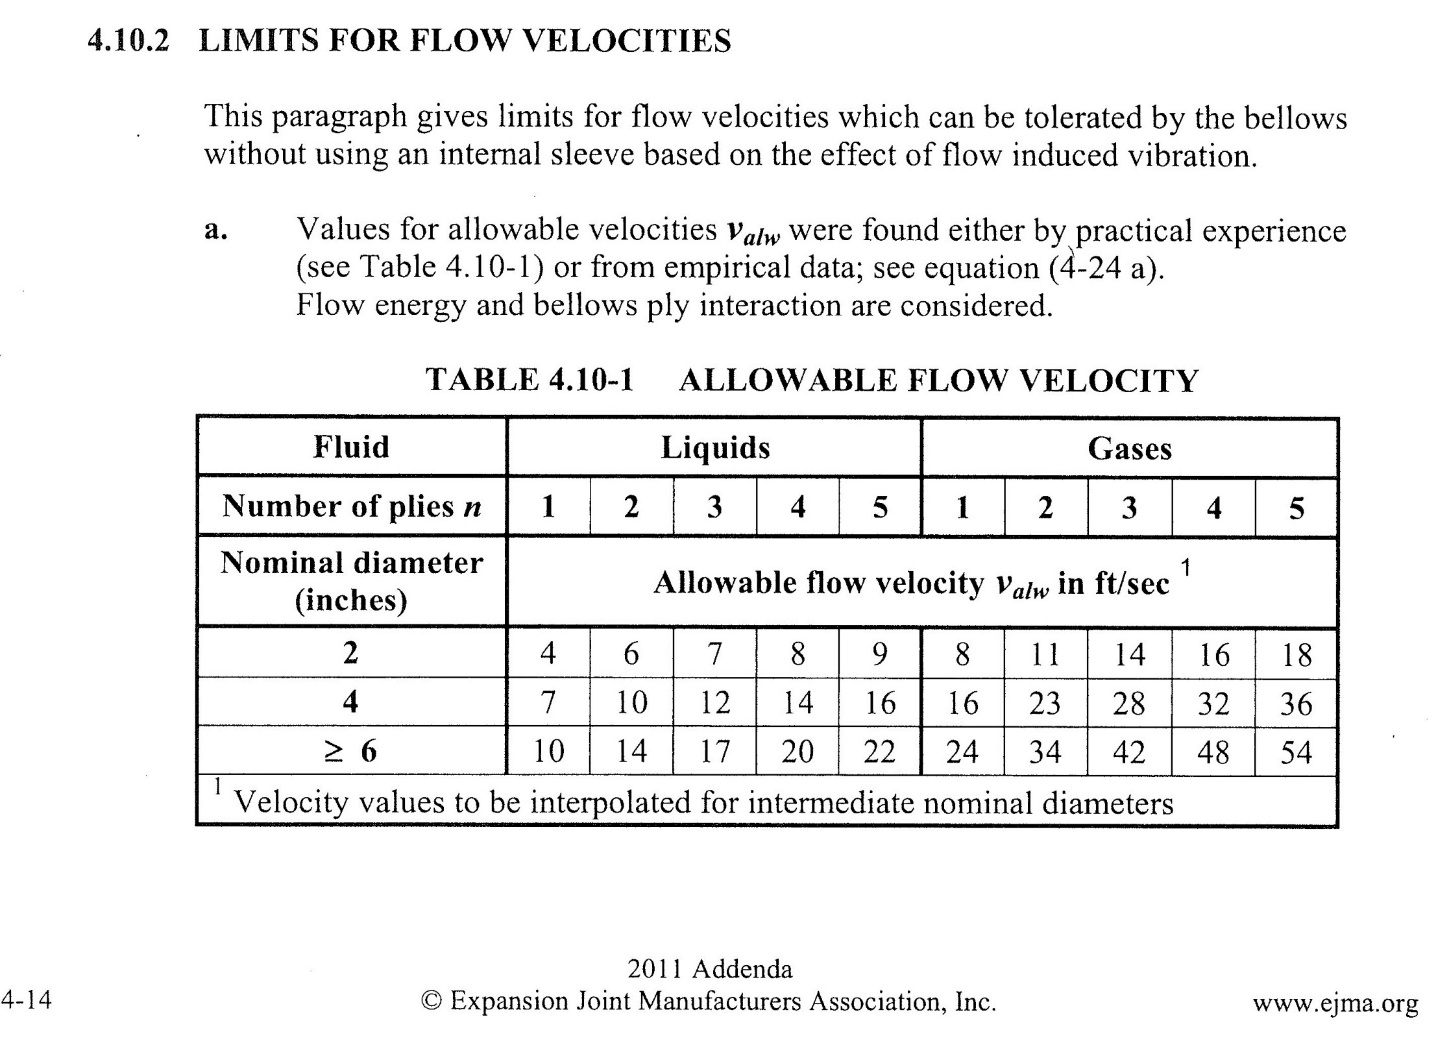 4.10.2 LIMITS FOR FLOW VELOCITIES
This paragraph gives limits for flow velocities which can be tolerated by the bellows
without using an internal sleeve based on the effect of flow induced vibration.
a. Values for allowable velocities valw were found either by practical experience
(see Table 4.10-1) or from empirical data; see equation (4-24 a).
Flow energy and bellows ply interaction are considered.
TABLE 4.10-1 ALLOWABLE FLOW VELOCITY
Fluid Liquids Gases
Number of plies n 1 2 3 4 5 1 2 3 4 5
Nominal diameter
(inches) Allowable flow velocity valw in ft/sec 1
2 4 6 7 8 9 8 11 14 16 18
4 7 10 12 14 16 16 23 28 32 36
≥ 6 10 14 17 20 22 24 34 42 48 54
1 Velocity values to be interpolated for intermediate nominal diameters
2011 Addenda
4-14 © Expansion Joint Manufacturers Association, Inc. www.ejma.org